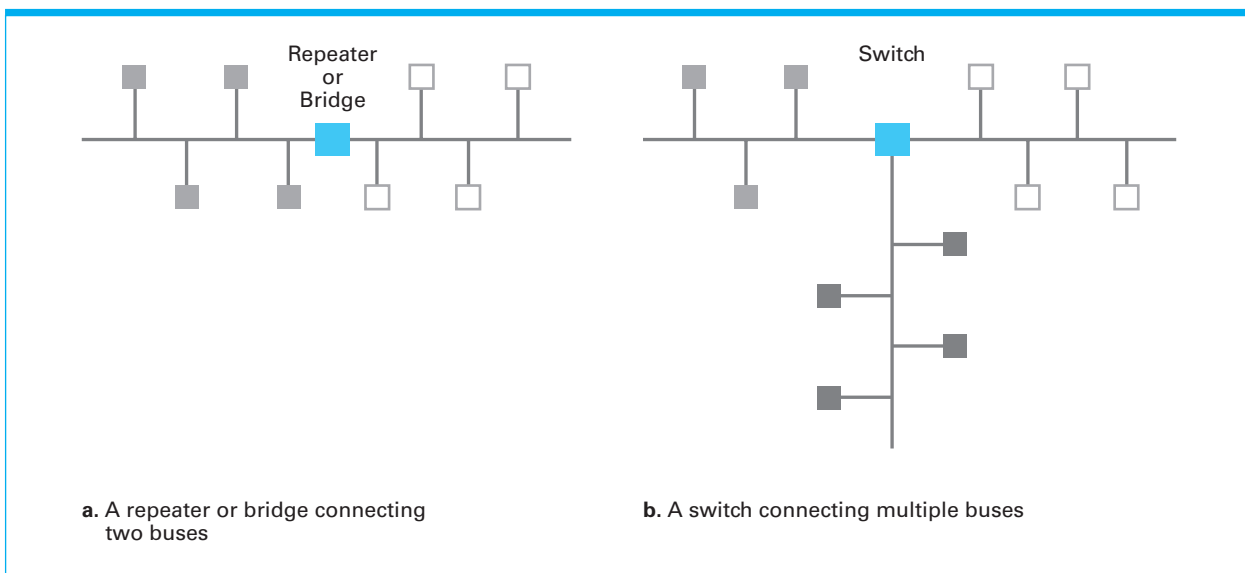 Repeater
or
Bridge
Switch
a. A repeater or bridge connecting
two buses
b. A switch connecting multiple buses